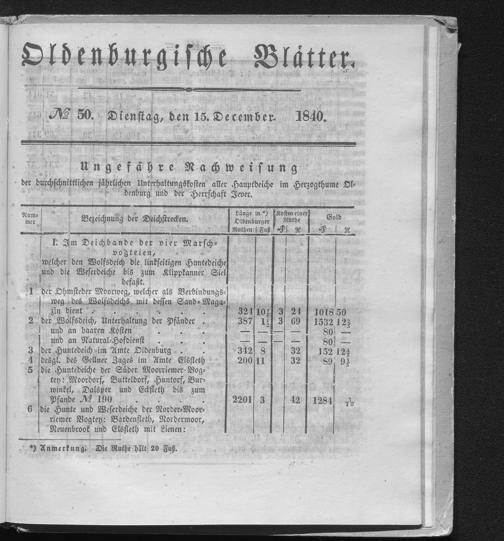 Oldenburgische Blätter.
№ 50. Dienstag, den 15. December. 1840.
Ungefähre Nachweisung
der durchschnittlichen jährlichen Unterhaltungskosten aller Hauptdeiche im Herzogthume Ol-
denburg und der Herrschaft Jever.
Num-
mer
Bezeichnung der Deichstrecken.
Länge in *)
Oldenburger
Ruthen Fuß
Kosten einer
Ruthe
Gold
I. Im Deichbande der vier Marsch-
vogteien,
welcher den Wolfsdeich die linkseitigen Huntedeiche
und die Weserdeiche bis zum Klippkanner Siel
befaßt.
1 der Ohmsteder Moorweg, welcher als Verbindungs-
weg des Wolfsdeichs mit dessen Sand-Maga-
zin dient 324 3 24 1018 50
2 der Wolfsdeich, Unterhaltung der Pfänder 387 3 69 1532
und an baaren Kosten — — — — 80 —
und an Natural-Hofdienst — — — — 80 —
3 der Huntedeich im Amte Oldenburg 342 8 32 152
4 desgl. des Gellner Zuges im Amte Elsfleth 200 11 32 89
5 die Huntedeiche der Süder Moorriemer-Vog-
tey: Moordorf, Butteldorf, Huntorf, Bur-
winkel, Dalsper und Elsfleth bis zum
Pfande № 190 2201 3 42 1284
6 die Hunte und Weserdeiche der Norder-Moor-
riemer Vogtey: Bardenfleth, Nordermoor,
Neuenbrook und Elsfleth mit Lienen:
*) Anmerkung: Die Ruthe hält 20 Fuß.